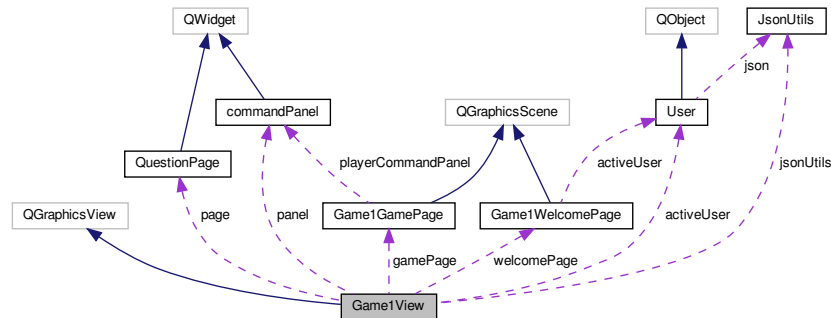 QWidget
QObject
JsonUtils
json
commandPanel
QGraphicsScene
User
QuestionPage
playerCommandPanel
activeUser
jsonUtils
QGraphicsView
page
panel
Game1GamePage
Game1WelcomePage
activeUser
gamePage
welcomePage
Game1View